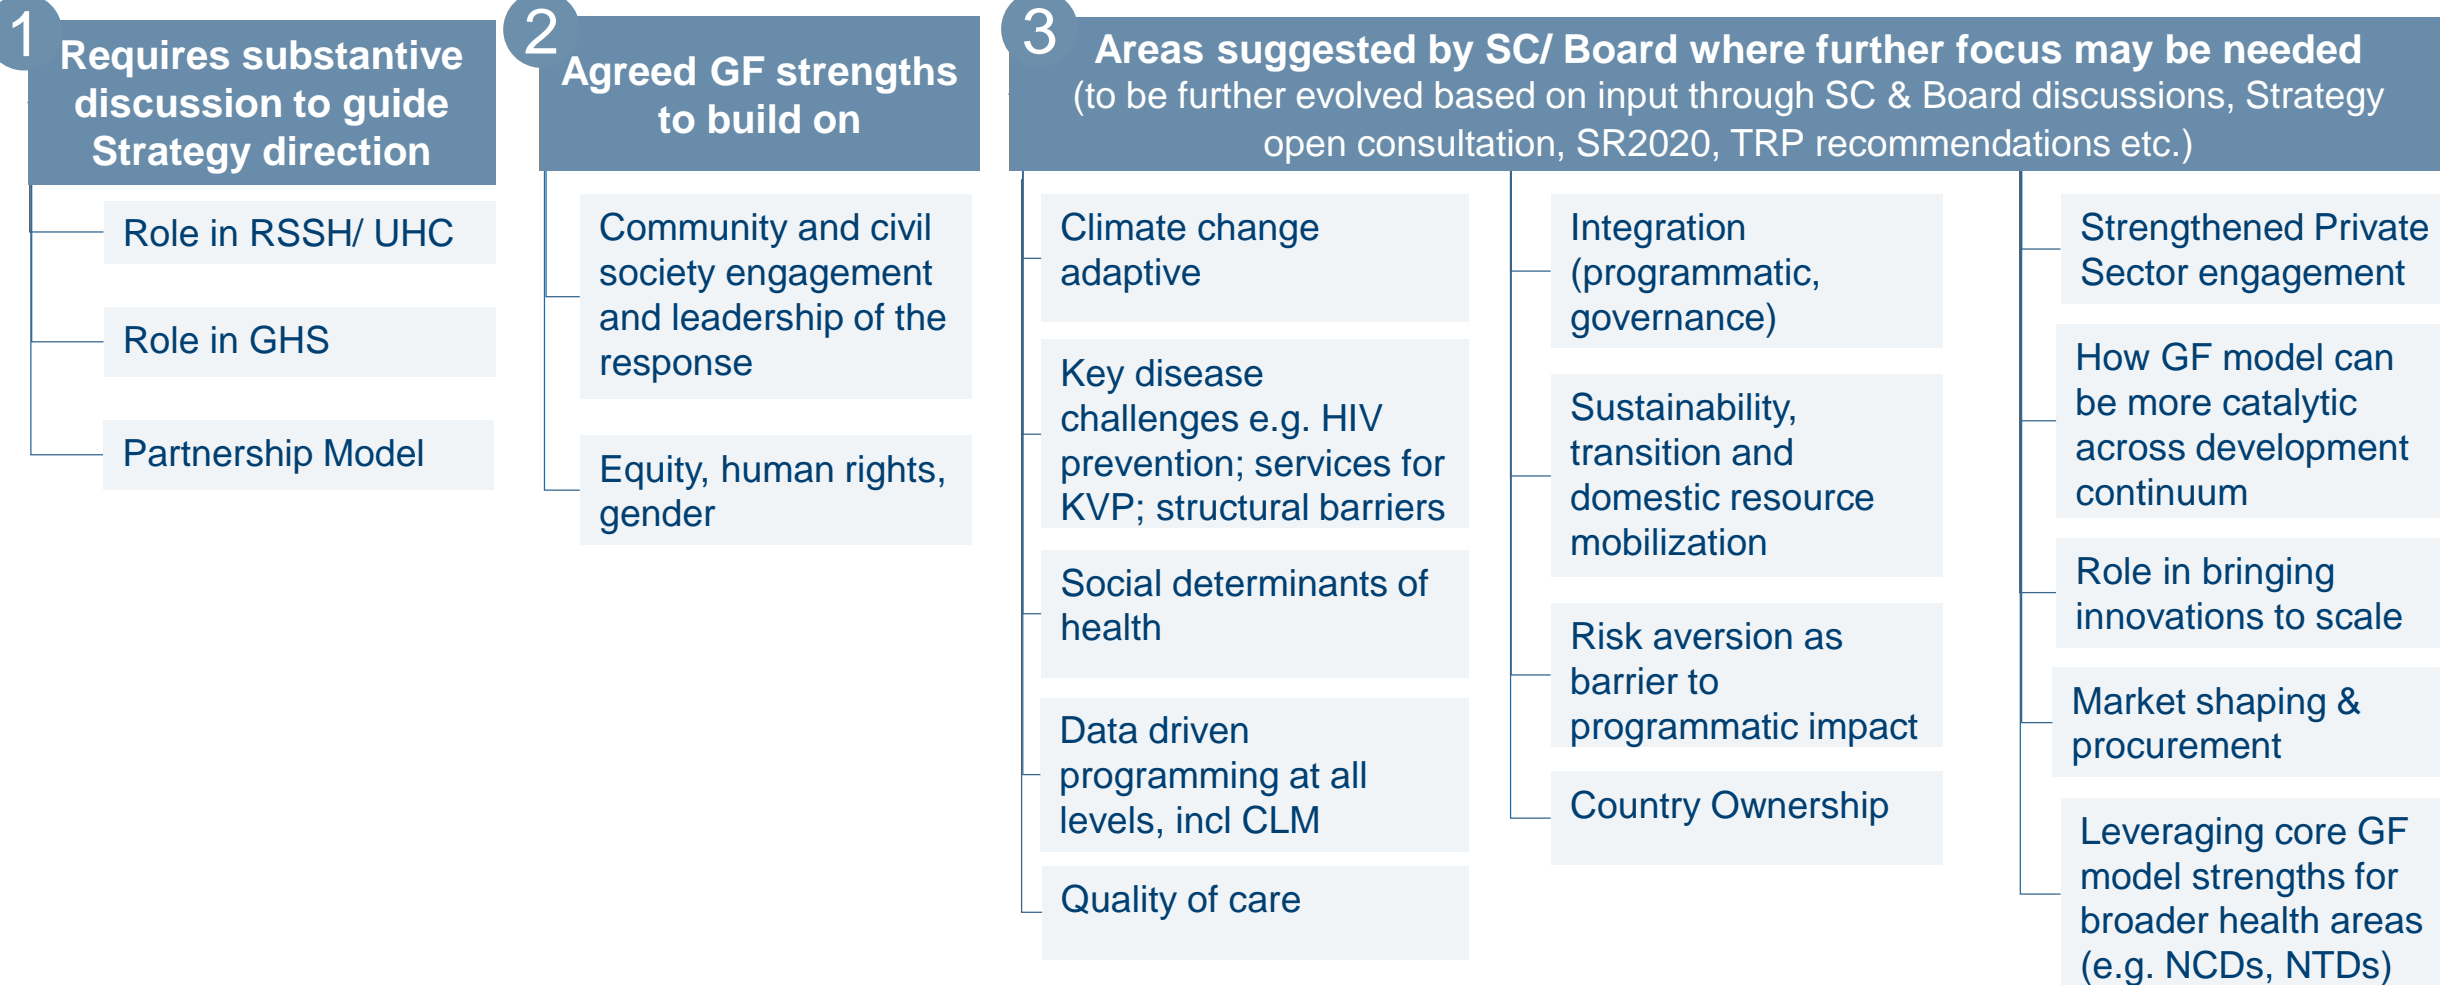 1
Requires substantive
discussion to guide
Strategy direction
Role in RSSH/ UHC
Role in GHS
Partnership Model
2
Agreed GF strengths
to build on
Community and civil
society engagement
and leadership of the
response
Equity, human rights,
gender
3
Areas suggested by SC/ Board where further focus may be needed
(to be further evolved based on input through SC & Board discussions, Strategy
open consultation, SR2020, TRP recommendations etc.)
Climate change
adaptive
Key disease
challenges e.g. HIV
prevention; services for
KVP; structural barriers
Social determinants of
health
Data driven
programming at all
levels, incl CLM
Quality of care
Integration
(programmatic,
governance)
Sustainability,
transition and
domestic resource
mobilization
Risk aversion as
barrier to
programmatic impact
Country Ownership
Strengthened Private
Sector engagement
How GF model can
be more catalytic
across development
continuum
Role in bringing
innovations to scale
Market shaping &
procurement
Leveraging core GF
model strengths for
broader health areas
(e.g. NCDs, NTDs)